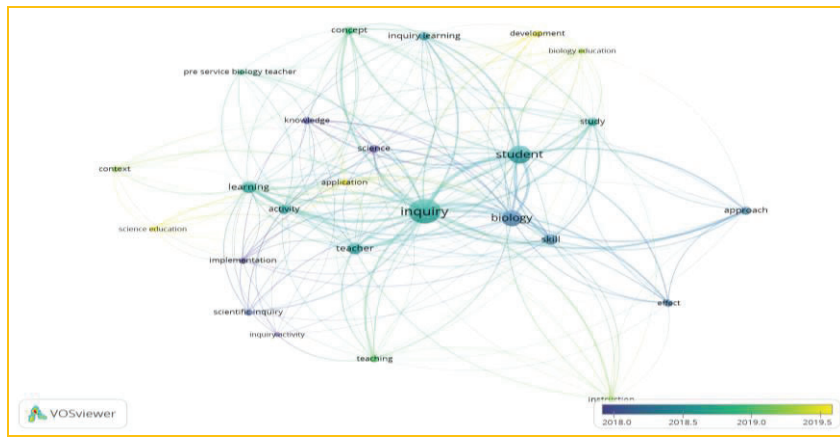 concept
inquiry learning
development
biology education
pre service biology teacher
knowledge
study
science
student
context
application
learning
activity
inquiry
biology
approach
science education
teacher
skill
implementation
effect
scientific inquiry
inquiry activity
teaching
instruction
VOSviewer
2018.0 2018.5 2019.0 2019.5